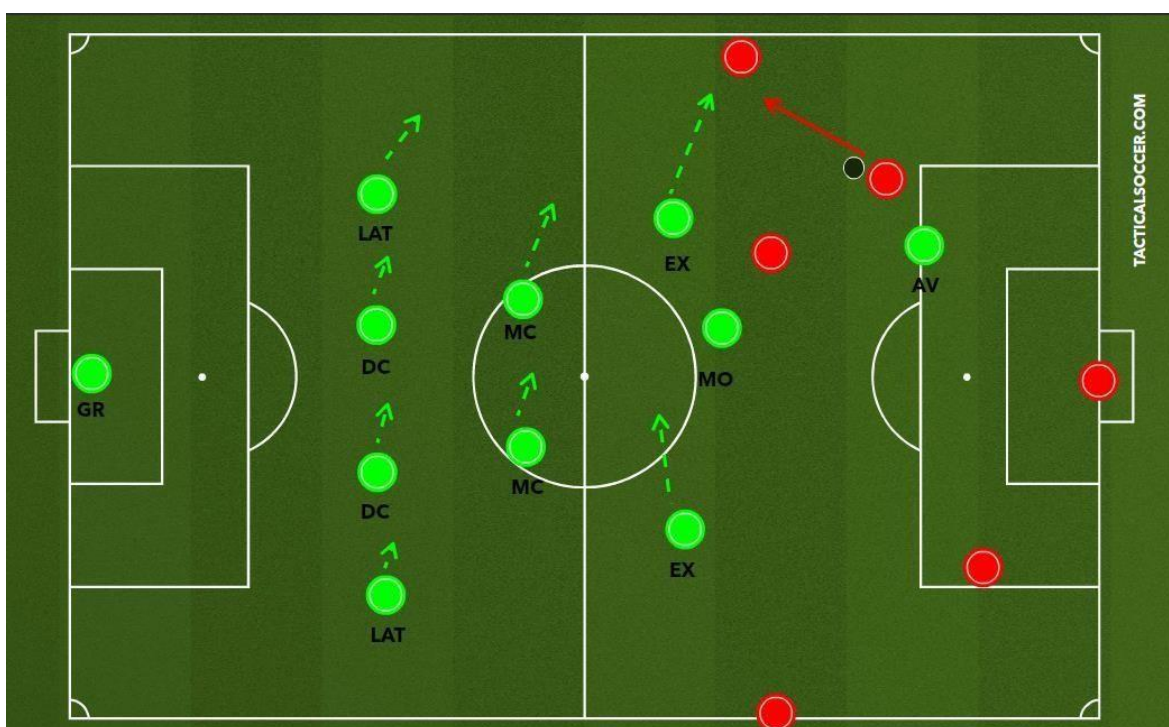 TACTICALSOCCER.COM
LAT
EX
AV
MC
DC
MO
GR
MC
DC
EX
LAT